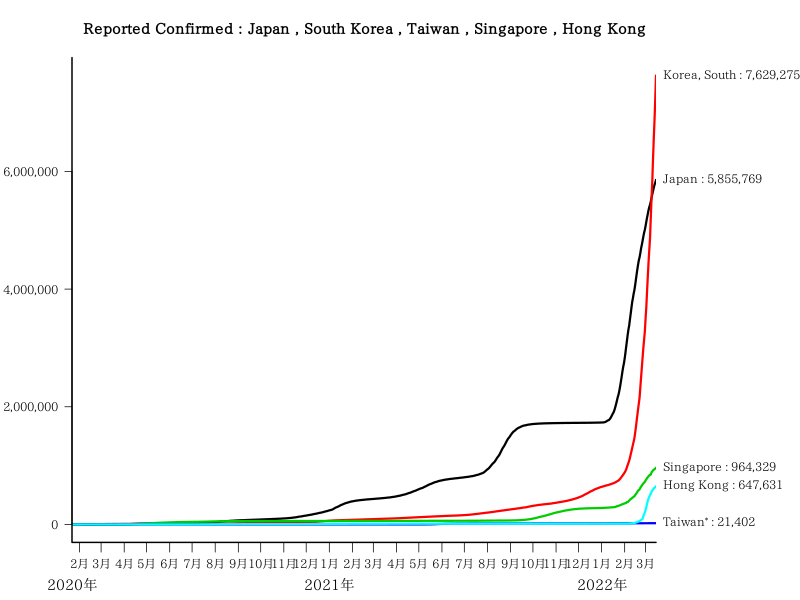 Reported Confirmed : Japan , South Korea , Taiwan , Singapore , Hong Kong
Korea, South : 7,629,275
6,000,000
Japan : 5,855,769
4,000,000
2,000,000
Singapore : 964,329
Hong Kong : 647,631
Taiwan* : 21,402
0
2月 3月 4月 5月 6月 7月 8月 9月 10月 11月 12月 1月 2月 3月 4月 5月 6月 7月 8月 9月 10月 11月 12月 1月 2月 3月
2020年 2021年 2022年